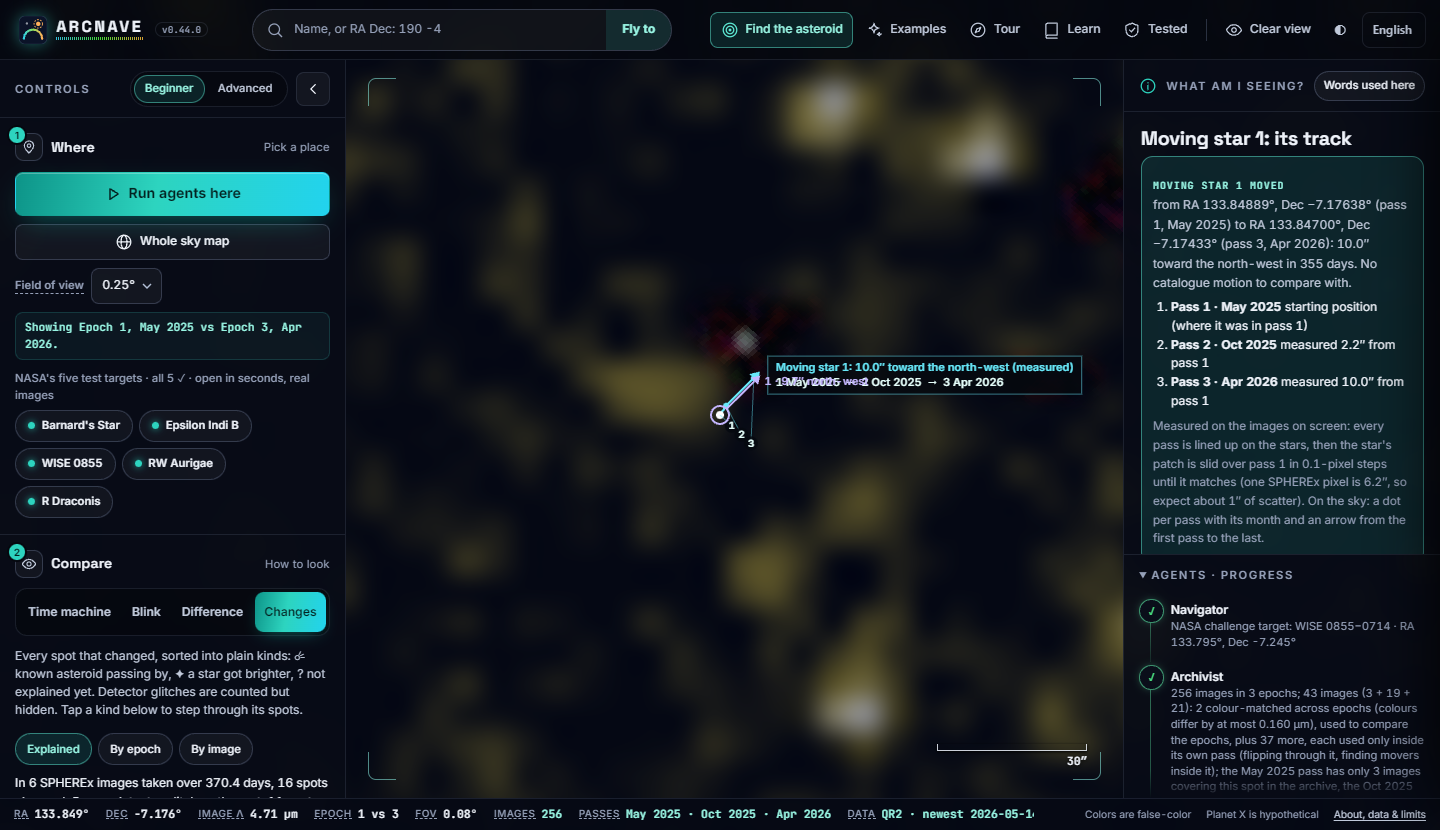 ARCNAVE
v0.44.0
Name, or RA Dec: 190 -4
Fly to
Find the asteroid
Examples
Tour
Learn
Tested
Clear view
English
CONTROLS
Beginner
Advanced
1
Where
Pick a place
Run agents here
Whole sky map
Field of view
0.25°
Showing Epoch 1, May 2025 vs Epoch 3, Apr
2026.
NASA's five test targets · all 5 ✓ · open in seconds, real
images
Barnard's Star
Epsilon Indi B
WISE 0855
RW Aurigae
R Draconis
2
Compare
How to look
Time machine
Blink
Difference
Changes
Every spot that changed, sorted into plain kinds: ☄
known asteroid passing by, ✦ a star got brighter, ? not
explained yet. Detector glitches are counted but
hidden. Tap a kind below to step through its spots.
Explained
By epoch
By image
In 6 SPHEREx images taken over 370.4 days, 16 spots
Moving star 1: 10.0″ toward the north-west (measured)
1 May 2025 → 2 Oct 2025 → 3 Apr 2026
1
2
3
30″
WHAT AM I SEEING?
Words used here
Moving star 1: its track
MOVING STAR 1 MOVED
from RA 133.84889°, Dec −7.17638° (pass
1, May 2025) to RA 133.84700°, Dec
−7.17433° (pass 3, Apr 2026): 10.0″
toward the north-west in 355 days. No
catalogue motion to compare with.
1. Pass 1 · May 2025 starting position
(where it was in pass 1)
2. Pass 2 · Oct 2025 measured 2.2″ from
pass 1
3. Pass 3 · Apr 2026 measured 10.0″ from
pass 1
Measured on the images on screen: every
pass is lined up on the stars, then the star's
patch is slid over pass 1 in 0.1-pixel steps
until it matches (one SPHEREx pixel is 6.2″, so
expect about 1″ of scatter). On the sky: a dot
per pass with its month and an arrow from the
first pass to the last.
▼ AGENTS · PROGRESS
✓
Navigator
NASA challenge target: WISE 0855−0714 · RA
133.795°, Dec -7.245°
✓
Archivist
256 images in 3 epochs; 43 images (3 + 19 +
21): 2 colour-matched across epochs (colours
differ by at most 0.160 µm), used to compare
the epochs, plus 37 more, each used only inside
its own pass (flipping through it, finding movers
inside it); the May 2025 pass has only 3 images
covering this spot in the archive, the Oct 2025
RA 133.849° DEC -7.176° IMAGE Λ 4.71 µm EPOCH 1 vs 3 FOV 0.08° IMAGES 256 PASSES May 2025 · Oct 2025 · Apr 2026 DATA QR2 · newest 2026-05-1
Colors are false-color
Planet X is hypothetical
About, data & limits